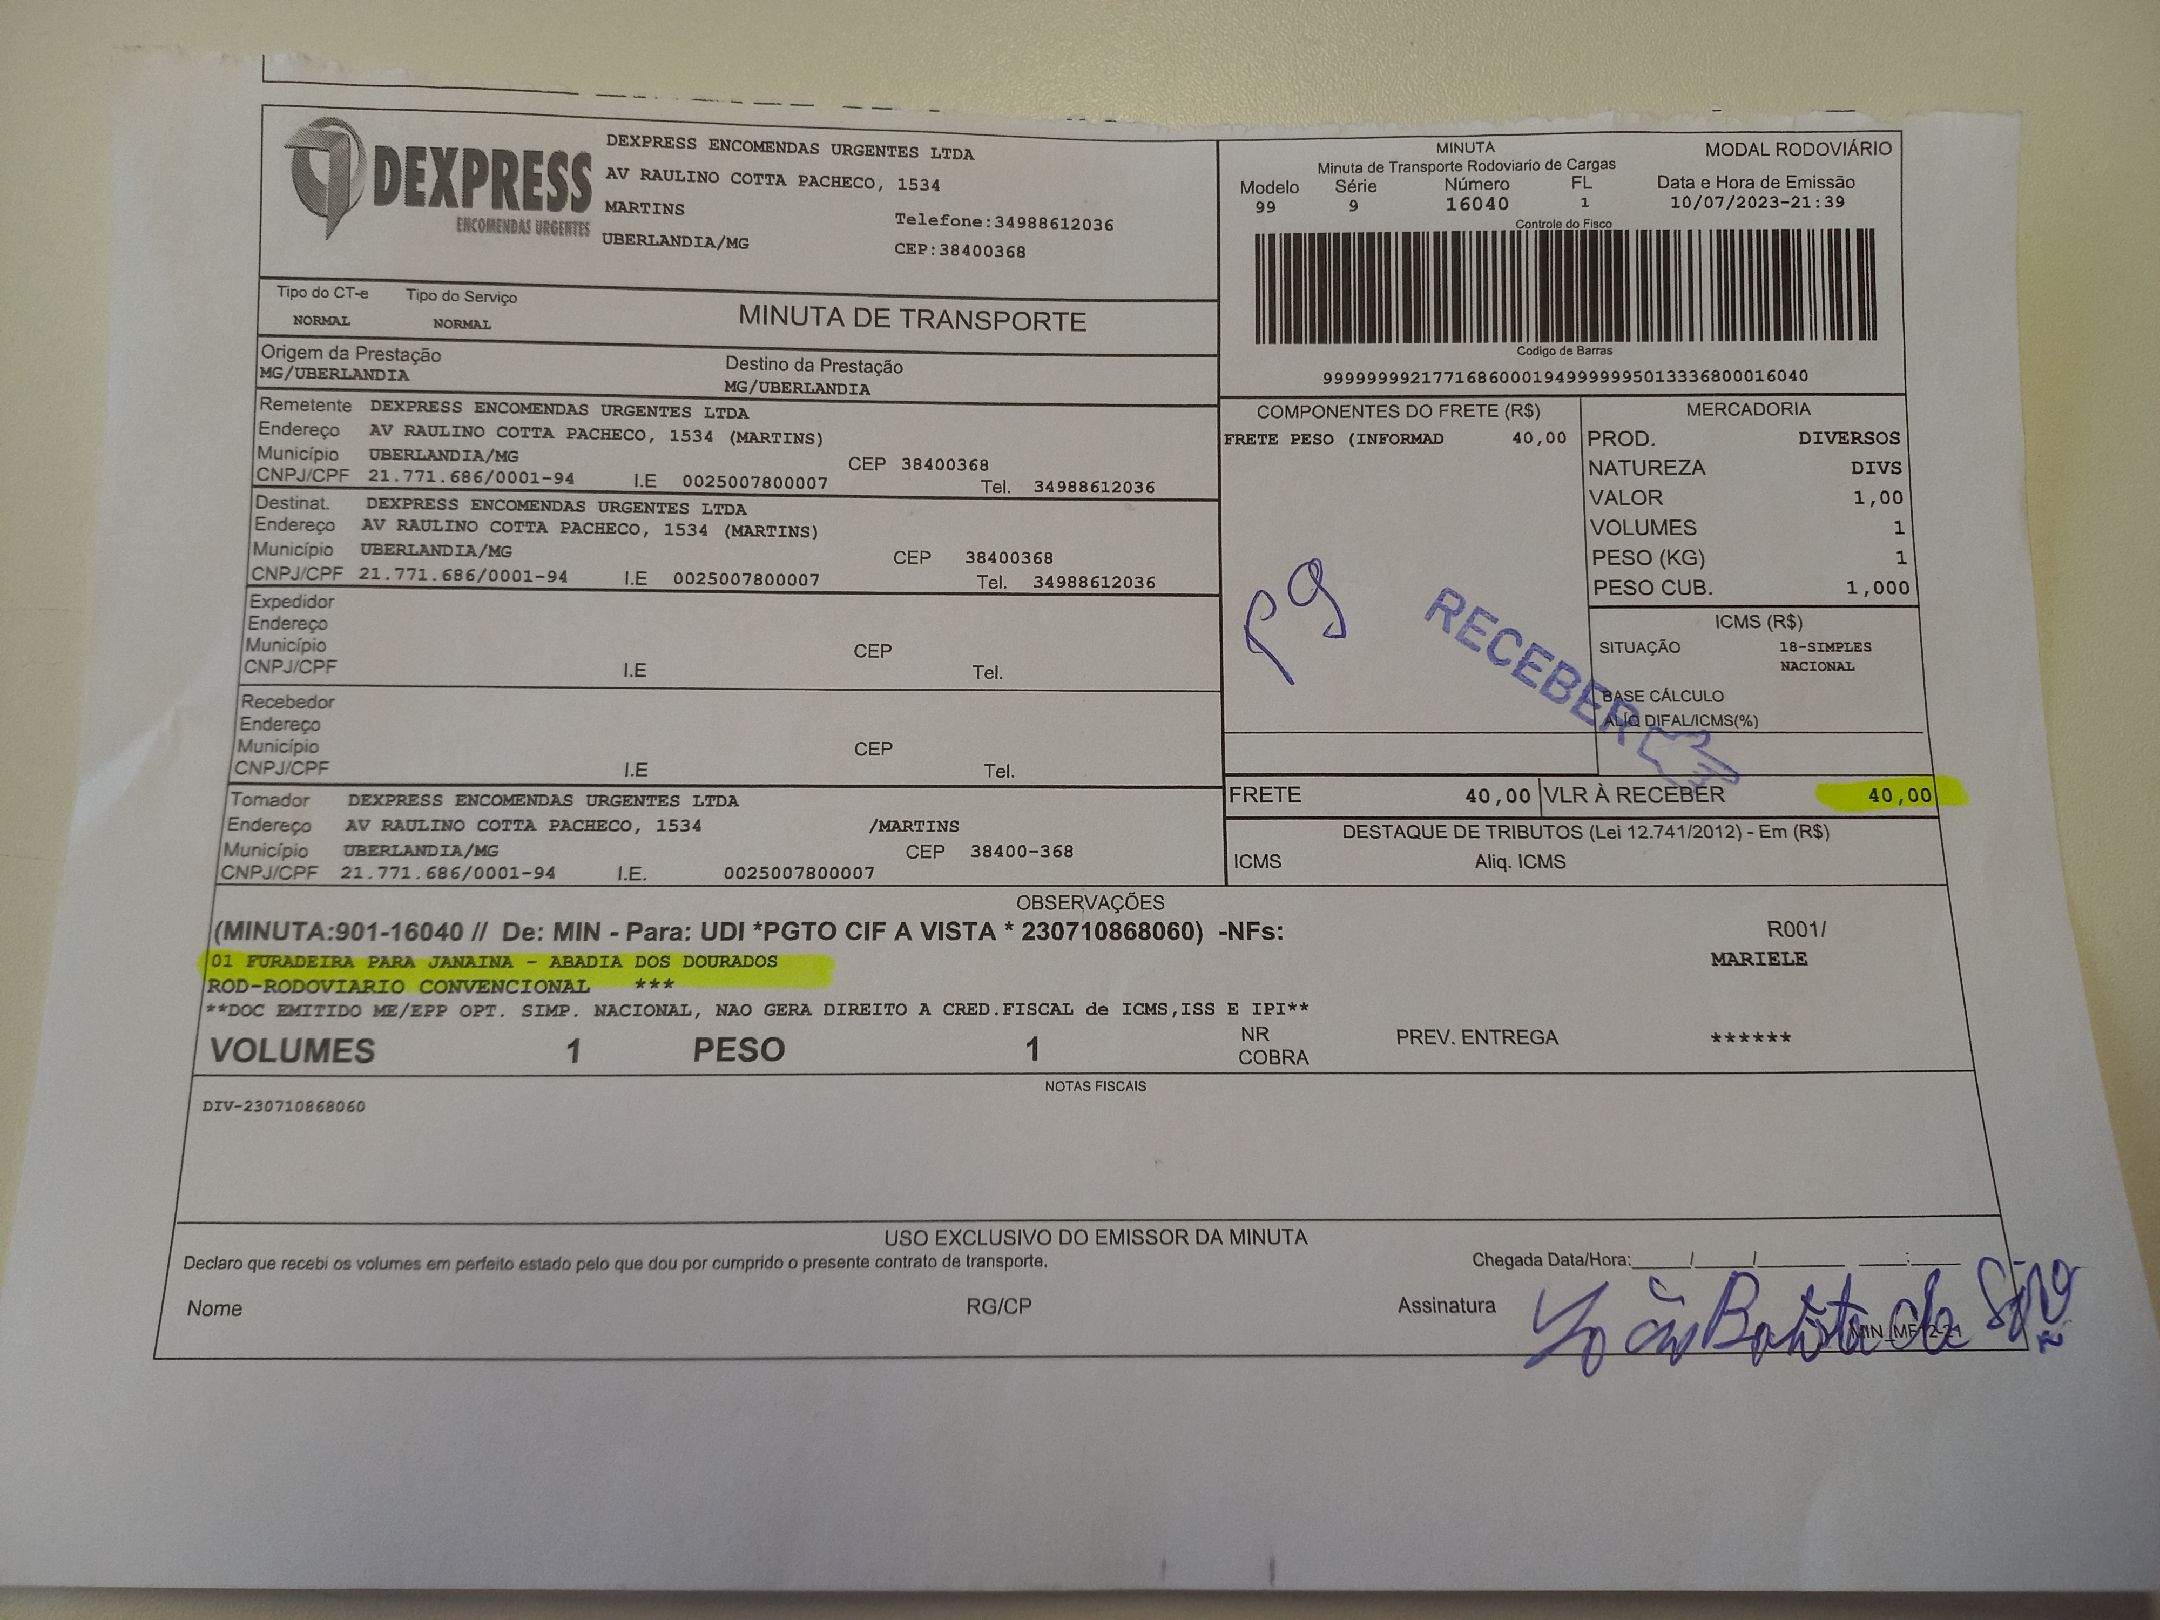 DEXPRESS
ENCOMENDAS URGENTES
DEXPRESS ENCOMENDAS URGENTES LTDA
AV RAULINO COTTA PACHECO, 1534
MARTINS
Telefone:34988612036
UBERLANDIA/MG
CEP:38400368
MINUTA
MODAL RODOVIÁRIO
Minuta de Transporte Rodoviario de Cargas
Modelo Série Número FL Data e Hora de Emissão
99 9 16040 1 10/07/2023-21:39
Controle do Fisco
Codigo de Barras
999999992177168600019499999995013336800016040
Tipo do CT-e Tipo do Serviço
NORMAL NORMAL
MINUTA DE TRANSPORTE
Origem da Prestação Destino da Prestação
MG/UBERLANDIA MG/UBERLANDIA
Remetente DEXPRESS ENCOMENDAS URGENTES LTDA
Endereço AV RAULINO COTTA PACHECO, 1534 (MARTINS)
Município UBERLANDIA/MG CEP 38400368
CNPJ/CPF 21.771.686/0001-94 I.E 0025007800007 Tel. 34988612036
Destinat. DEXPRESS ENCOMENDAS URGENTES LTDA
Endereço AV RAULINO COTTA PACHECO, 1534 (MARTINS)
Município UBERLANDIA/MG CEP 38400368
CNPJ/CPF 21.771.686/0001-94 I.E 0025007800007 Tel. 34988612036
Expedidor
Endereço
Município CEP
CNPJ/CPF I.E Tel.
Recebedor
Endereço
Município CEP
CNPJ/CPF I.E Tel.
Tomador DEXPRESS ENCOMENDAS URGENTES LTDA
Endereço AV RAULINO COTTA PACHECO, 1534 /MARTINS
Município UBERLANDIA/MG CEP 38400-368
CNPJ/CPF 21.771.686/0001-94 I.E. 0025007800007
COMPONENTES DO FRETE (R$)
FRETE PESO (INFORMAD 40,00
Pg
RECEBER
MERCADORIA
PROD. DIVERSOS
NATUREZA DIVS
VALOR 1,00
VOLUMES 1
PESO (KG) 1
PESO CUB. 1,000
ICMS (R$)
SITUAÇÃO 18-SIMPLES
NACIONAL
BASE CÁLCULO
ALÍQ DIFAL/ICMS(%)
FRETE 40,00 VLR À RECEBER 40,00
DESTAQUE DE TRIBUTOS (Lei 12.741/2012) - Em (R$)
ICMS Aliq. ICMS
OBSERVAÇÕES
(MINUTA:901-16040 // De: MIN - Para: UDI *PGTO CIF A VISTA * 230710868060) -NFs: R001/
01 FURADEIRA PARA JANAINA - ABADIA DOS DOURADOS MARIELE
ROD-RODOVIARIO CONVENCIONAL ***
**DOC EMITIDO ME/EPP OPT. SIMP. NACIONAL, NAO GERA DIREITO A CRED.FISCAL de ICMS,ISS E IPI**
VOLUMES 1 PESO 1 NR COBRA PREV. ENTREGA ******
NOTAS FISCAIS
DIV-230710868060
USO EXCLUSIVO DO EMISSOR DA MINUTA
Declaro que recebi os volumes em perfeito estado pelo que dou por cumprido o presente contrato de transporte.
Chegada Data/Hora:____/____/______ ____:____
Nome RG/CP Assinatura João Batista da Silva